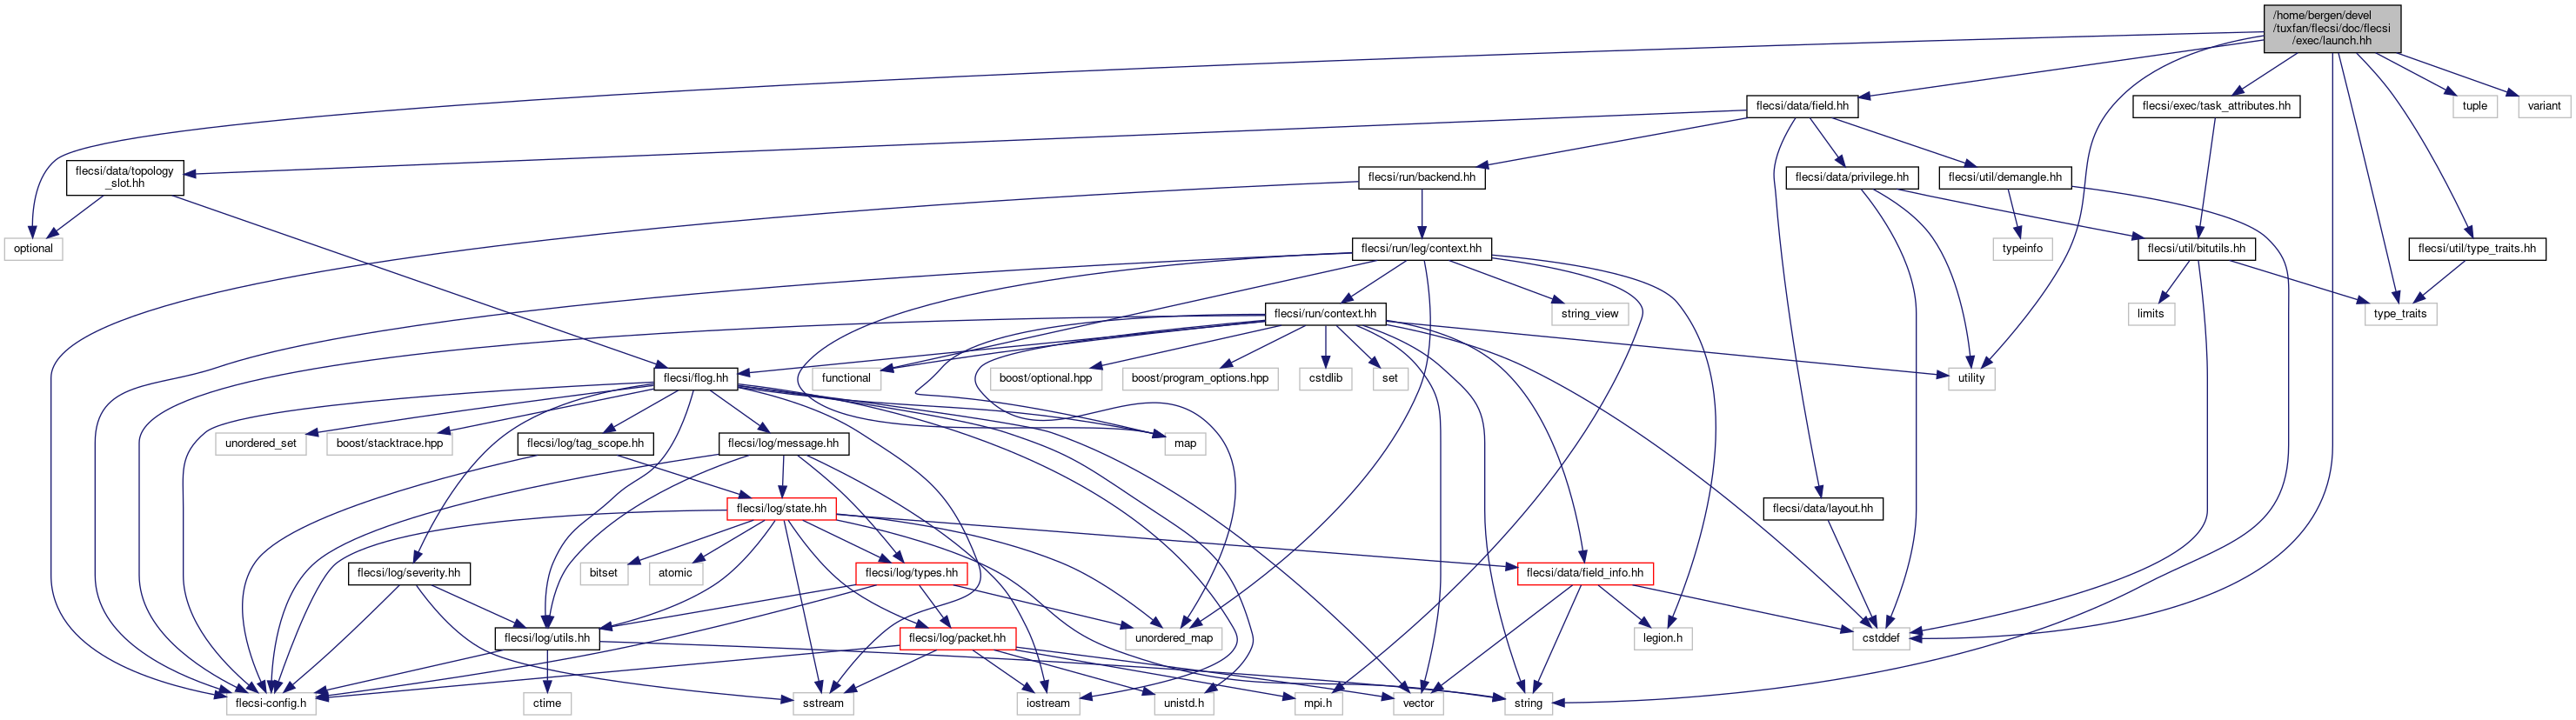 /home/bergen/devel
/tuxfan/flecsi/doc/flecsi
/exec/launch.hh
flecsi/data/field.hh
flecsi/exec/task_attributes.hh
tuple
variant
flecsi/data/topology
_slot.hh
flecsi/run/backend.hh
flecsi/data/privilege.hh
flecsi/util/demangle.hh
optional
flecsi/run/leg/context.hh
typeinfo
flecsi/util/bitutils.hh
flecsi/util/type_traits.hh
flecsi/run/context.hh
string_view
limits
type_traits
flecsi/flog.hh
functional
boost/optional.hpp
boost/program_options.hpp
cstdlib
set
utility
unordered_set
boost/stacktrace.hpp
flecsi/log/tag_scope.hh
flecsi/log/message.hh
map
flecsi/log/state.hh
flecsi/data/layout.hh
flecsi/log/severity.hh
bitset
atomic
flecsi/log/types.hh
flecsi/data/field_info.hh
flecsi/log/utils.hh
flecsi/log/packet.hh
unordered_map
legion.h
cstddef
flecsi-config.h
ctime
sstream
iostream
unistd.h
mpi.h
vector
string